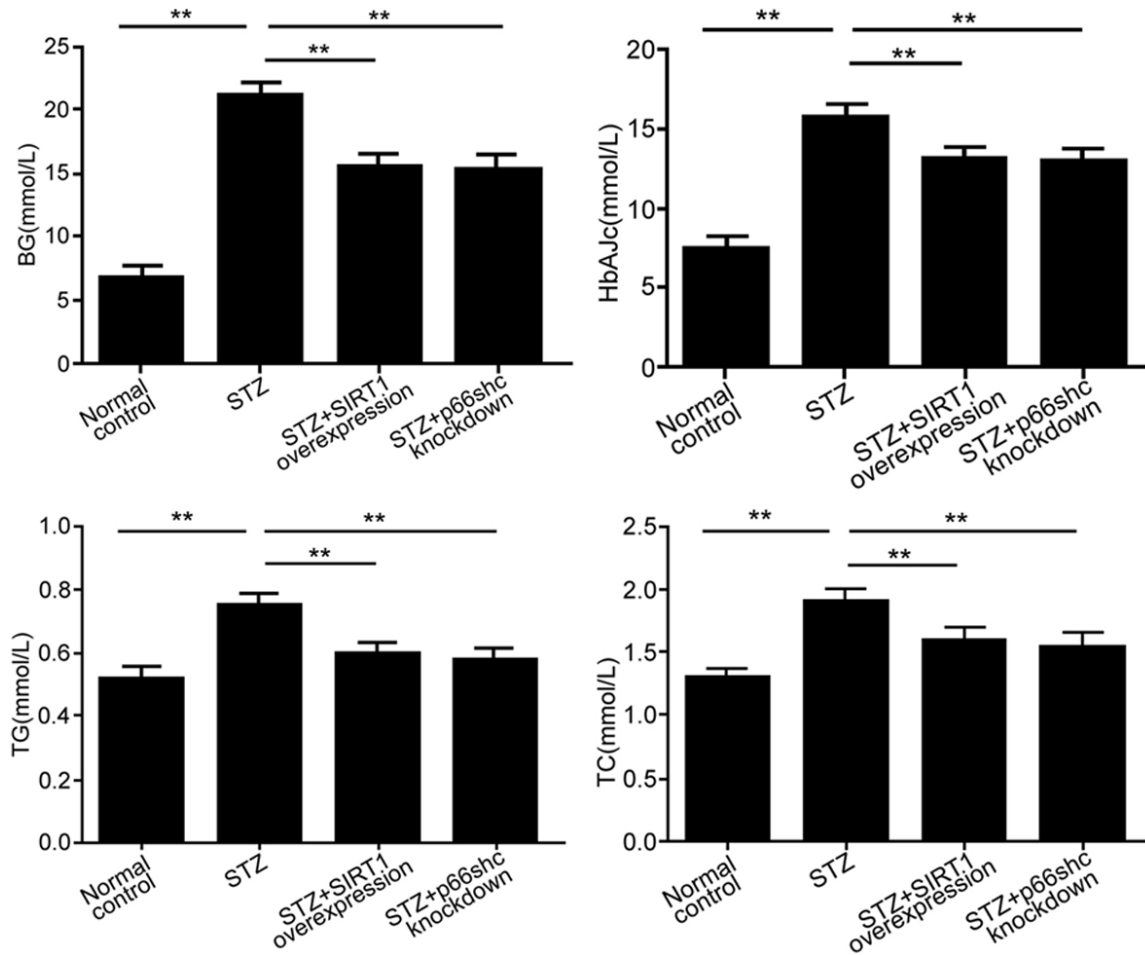 **
**
**
25
20
15
10
5
0
BG(mmol/L)
Normal
control
STZ
STZ+SIRT1
overexpression
STZ+p66shc
knockdown
**
**
**
20
15
10
5
0
HbAJc(mmol/L)
Normal
control
STZ
STZ+SIRT1
overexpression
STZ+p66shc
knockdown
**
**
**
1.0
0.8
0.6
0.4
0.2
0.0
TG(mmol/L)
Normal
control
STZ
STZ+SIRT1
overexpression
STZ+p66shc
knockdown
**
**
**
2.5
2.0
1.5
1.0
0.5
0.0
TC(mmol/L)
Normal
control
STZ
STZ+SIRT1
overexpression
STZ+p66shc
knockdown